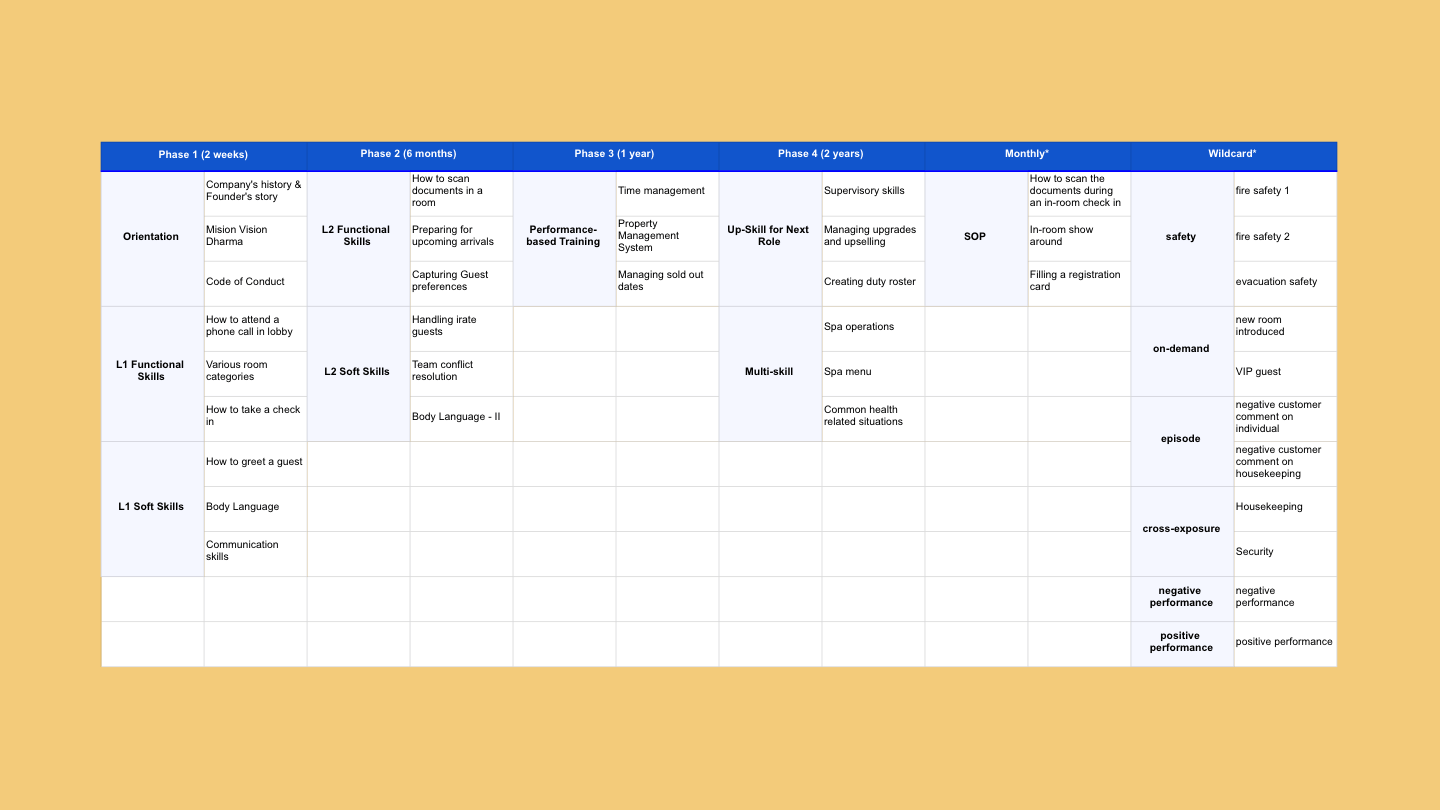 Phase 1 (2 weeks)
Phase 2 (6 months)
Phase 3 (1 year)
Phase 4 (2 years)
Monthly*
Wildcard*
Orientation
Company's history &
Founder's story
Mision Vision
Dharma
Code of Conduct
L1 Functional
Skills
How to attend a
phone call in lobby
Various room
categories
How to take a check
in
L1 Soft Skills
How to greet a guest
Body Language
Communication
skills
L2 Functional
Skills
How to scan
documents in a
room
Preparing for
upcoming arrivals
Capturing Guest
preferences
L2 Soft Skills
Handling irate
guests
Team conflict
resolution
Body Language - II
Performance-
based Training
Time management
Property
Management
System
Managing sold out
dates
Up-Skill for Next
Role
Supervisory skills
Managing upgrades
and upselling
Creating duty roster
Multi-skill
Spa operations
Spa menu
Common health
related situations
SOP
How to scan the
documents during
an in-room check in
In-room show
around
Filling a registration
card
safety
fire safety 1
fire safety 2
evacuation safety
on-demand
new room
introduced
VIP guest
episode
negative customer
comment on
individual
negative customer
comment on
housekeeping
cross-exposure
Housekeeping
Security
negative
performance
negative
performance
positive
performance
positive performance